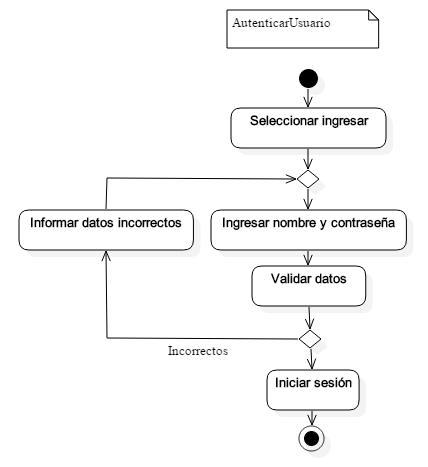 AutenticarUsuario
Seleccionar ingresar
Informar datos incorrectos
Ingresar nombre y contraseña
Validar datos
Incorrectos
Iniciar sesión